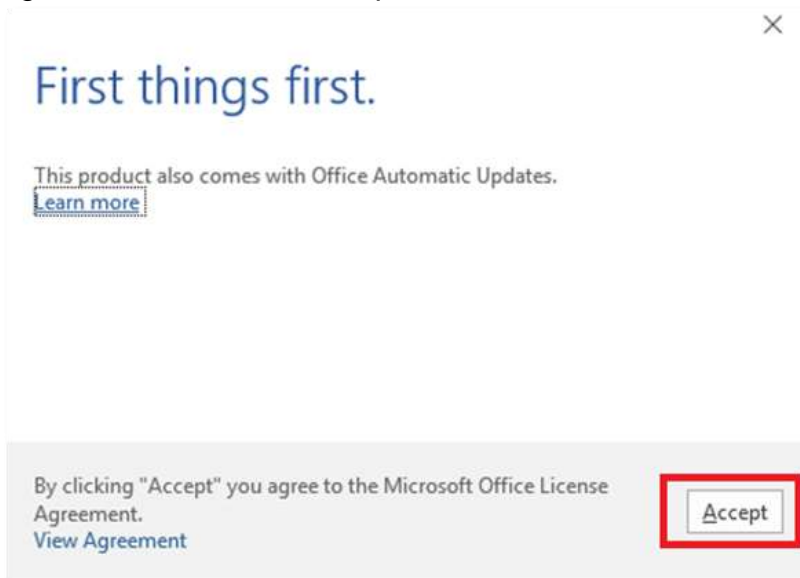 First things first.
This product also comes with Office Automatic Updates.
Learn more
By clicking "Accept" you agree to the Microsoft Office License
Agreement.
View Agreement
Accept